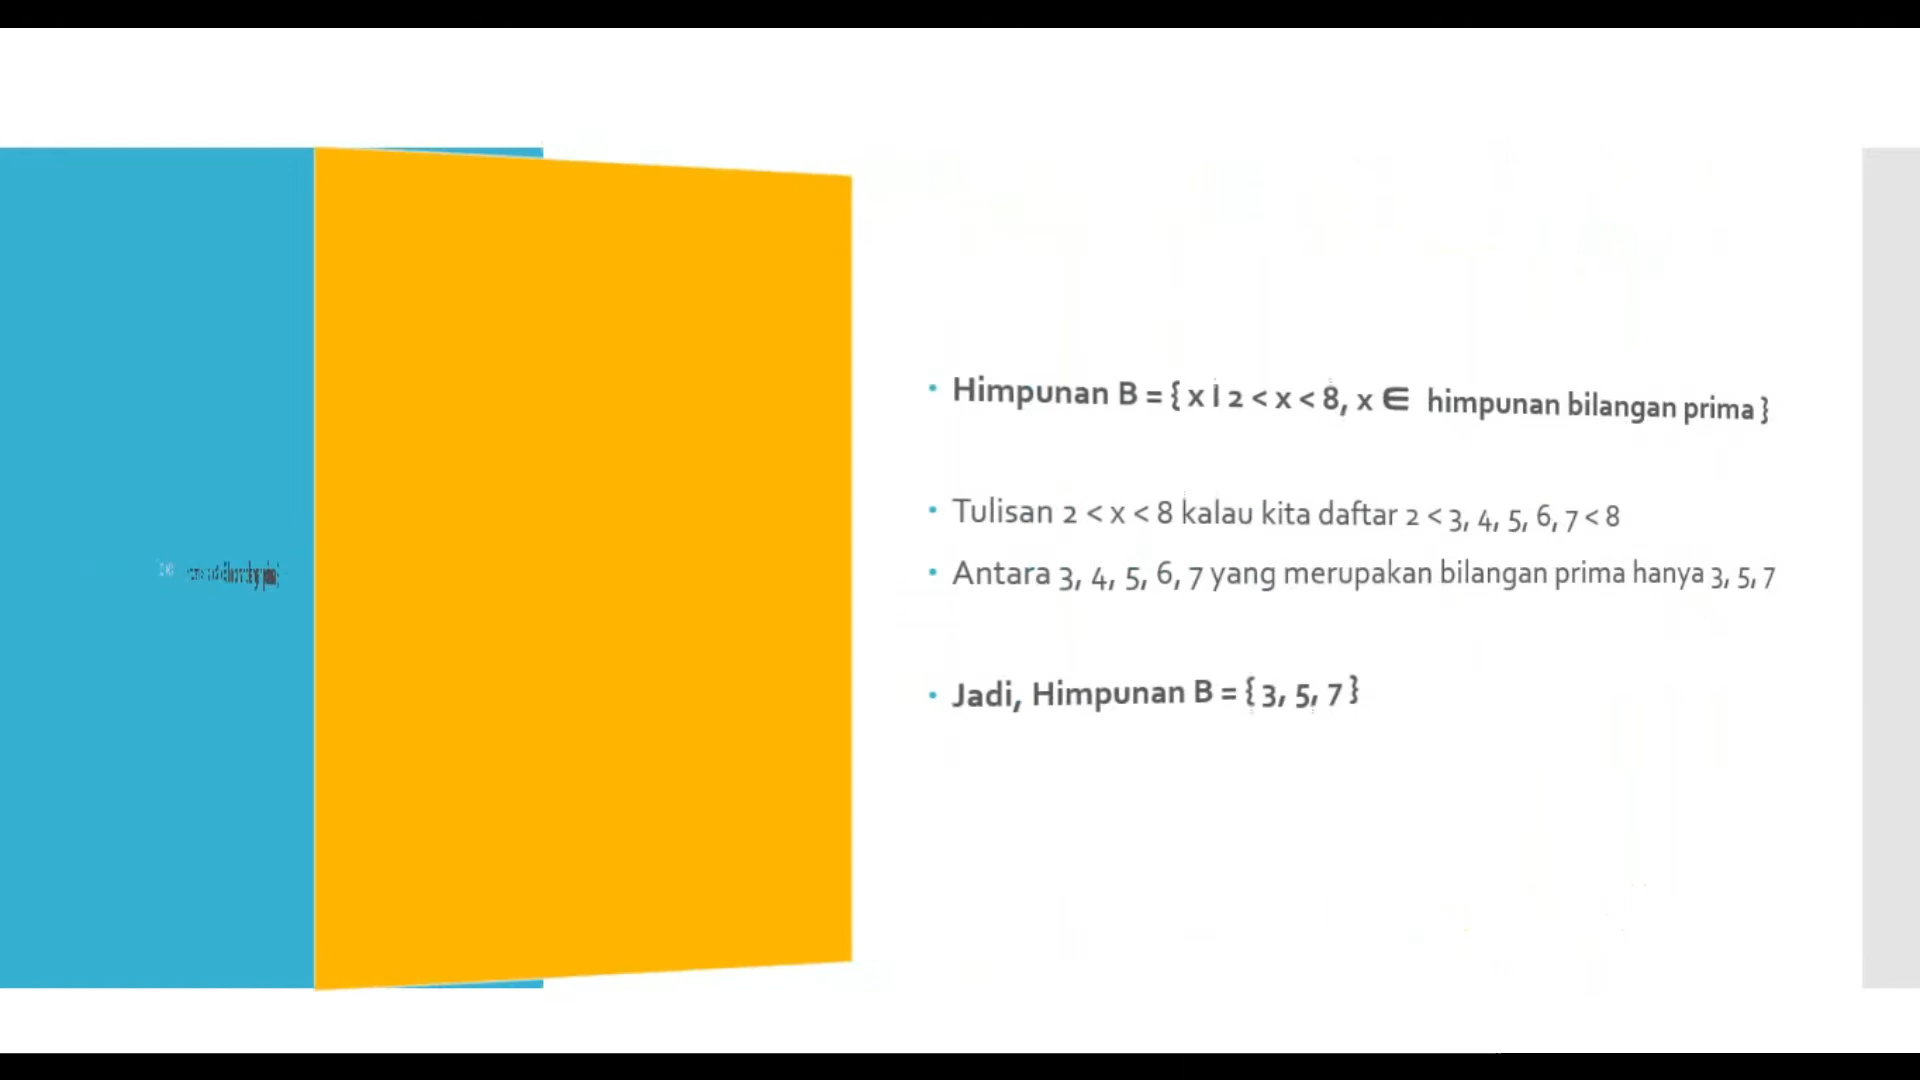 Himpunan B = { x | 2 < x < 8, x ∈ himpunan bilangan prima }
Tulisan 2 < x < 8 kalau kita daftar 2 < 3, 4, 5, 6, 7 < 8
Antara 3, 4, 5, 6, 7 yang merupakan bilangan prima hanya 3, 5, 7
Jadi, Himpunan B = { 3, 5, 7 }